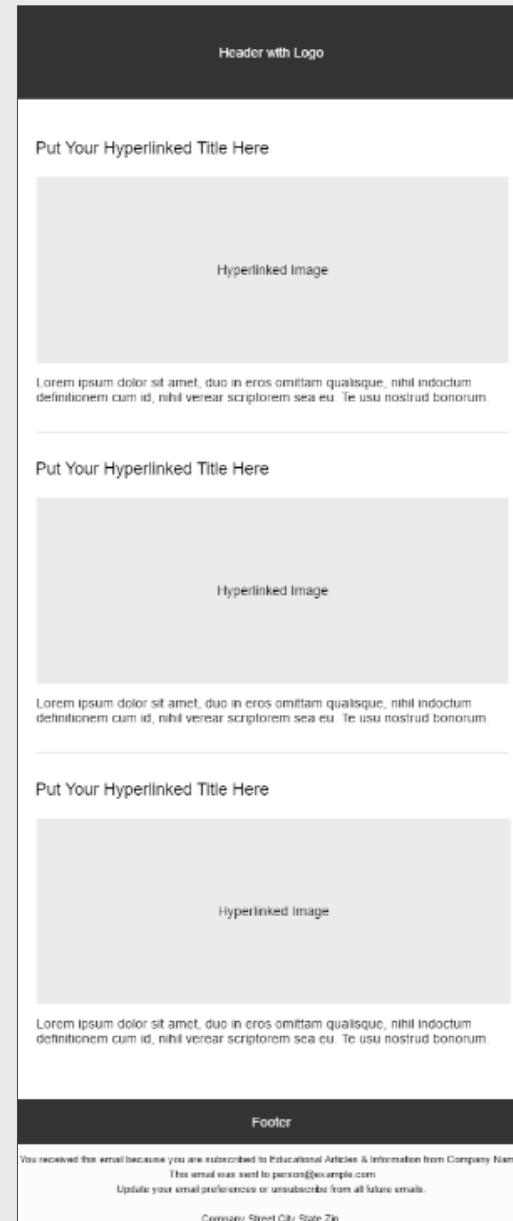 Header with Logo
Put Your Hyperlinked Title Here
Hyperlinked Image
Lorem ipsum dolor sit amet, duo in eros omittam qualisque, nihil indoctum
definitionem cum id, nihil verear scriptorem sea eu. Te usu nostrud bonorum.
Put Your Hyperlinked Title Here
Hyperlinked Image
Lorem ipsum dolor sit amet, duo in eros omittam qualisque, nihil indoctum
definitionem cum id, nihil verear scriptorem sea eu. Te usu nostrud bonorum.
Put Your Hyperlinked Title Here
Hyperlinked Image
Lorem ipsum dolor sit amet, duo in eros omittam qualisque, nihil indoctum
definitionem cum id, nihil verear scriptorem sea eu. Te usu nostrud bonorum.
Footer
You received this email because you are subscribed to Educational Articles & Information from Company Nam
This email was sent to person@example.com
Update your email preferences or unsubscribe from all future emails.
Company Street City State Zip